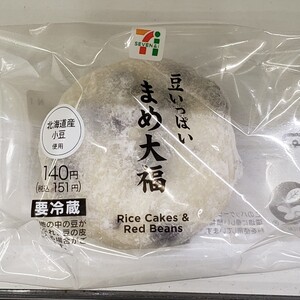 7
SEVEN & i
豆いっぱい
まめ大福
北海道産
小豆
使用
140円
(税込151円)
要冷蔵
Rice Cakes &
Red Beans